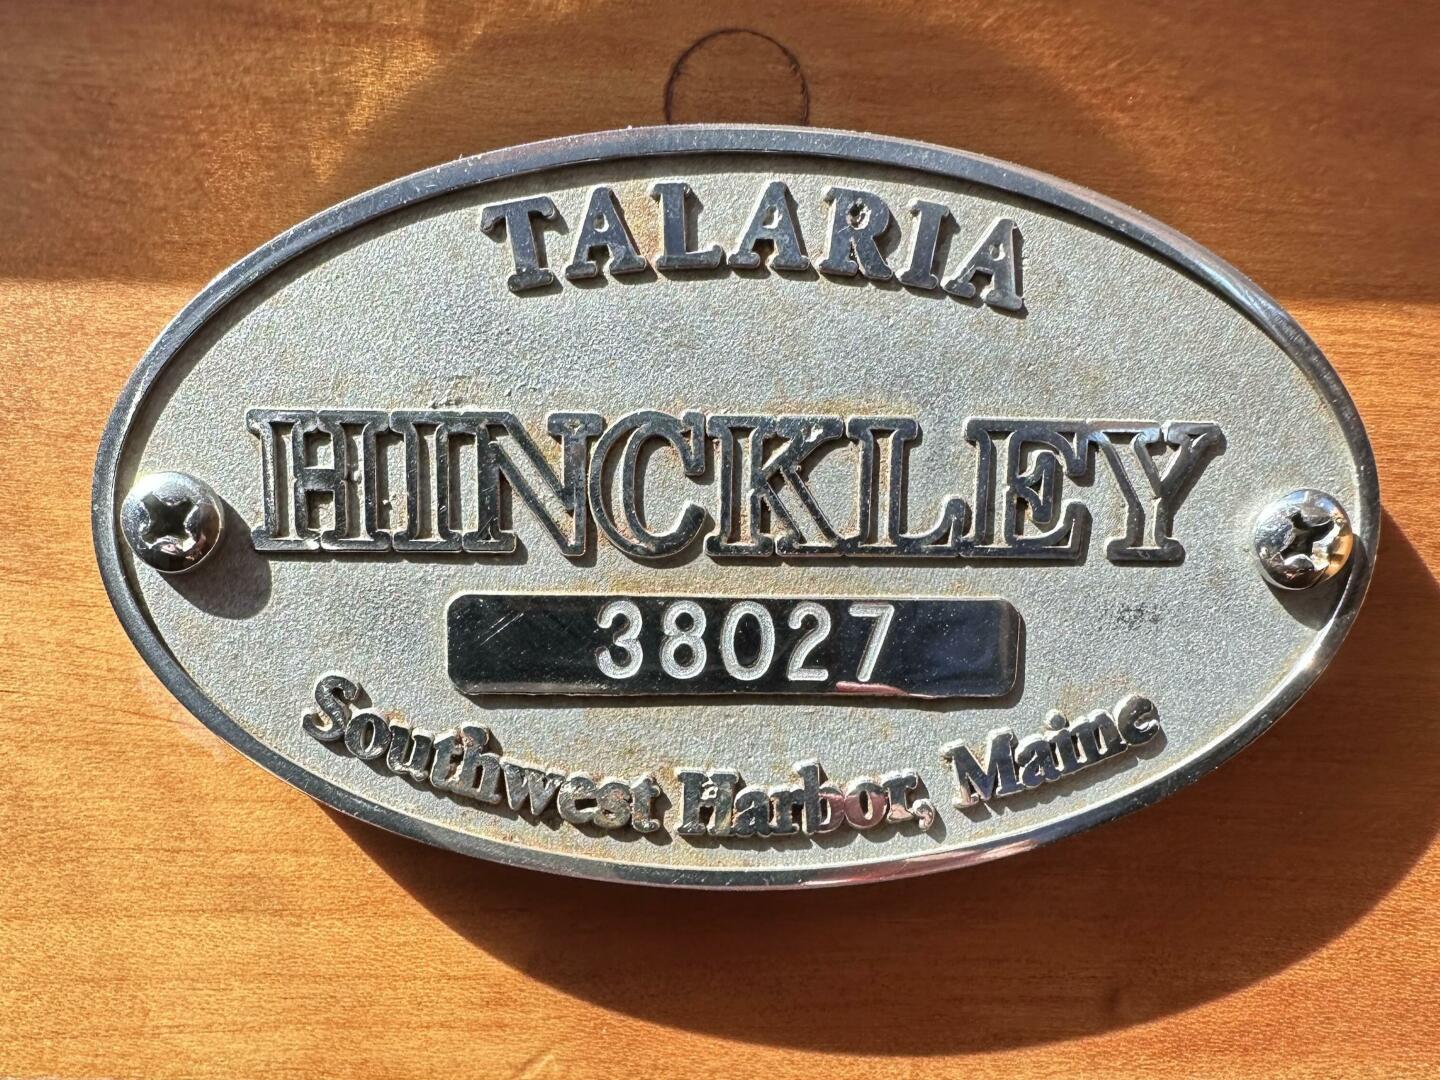 TALARIA
HINCKLEY
38027
Southwest Harbor, Maine